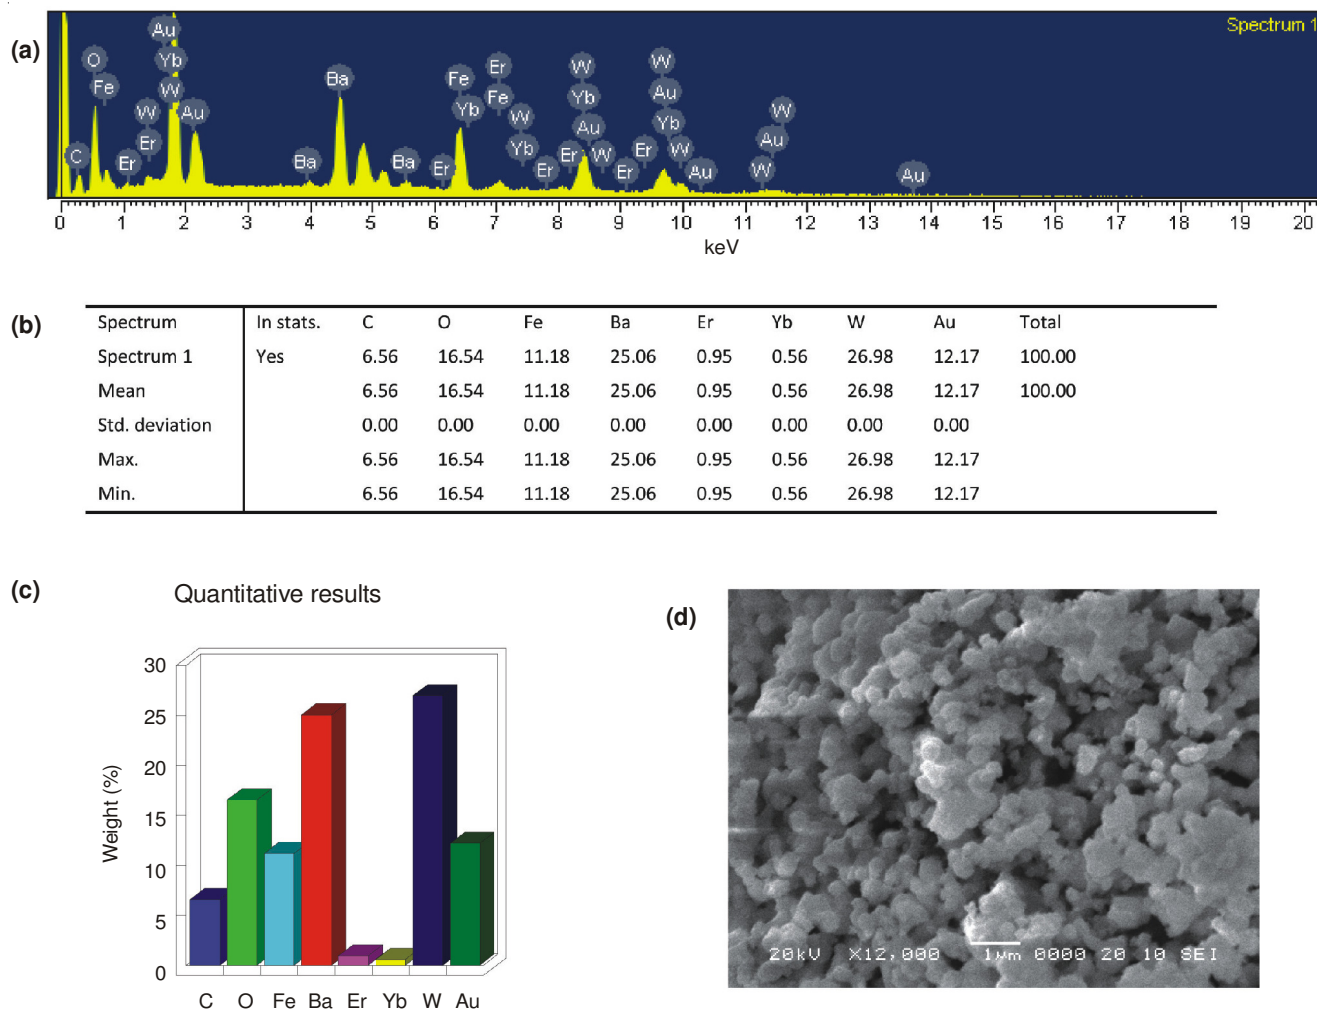 (a)
Spectrum 1
Au
O
Yb
Fe
W
Au
C
Er
W
Er
Ba
Ba
Ba
Er
Fe
Yb
Er
Fe
W
Yb
Er
Er
W
Yb
Au
W
Er
Er
W
Au
Yb
W
Au
W
Au
W
Au
0 1 2 3 4 5 6 7 8 9 10 11 12 13 14 15 16 17 18 19 20
keV
(b)
Spectrum In stats. C O Fe Ba Er Yb W Au Total
Spectrum 1 Yes 6.56 16.54 11.18 25.06 0.95 0.56 26.98 12.17 100.00
Mean 6.56 16.54 11.18 25.06 0.95 0.56 26.98 12.17 100.00
Std. deviation 0.00 0.00 0.00 0.00 0.00 0.00 0.00 0.00
Max. 6.56 16.54 11.18 25.06 0.95 0.56 26.98 12.17
Min. 6.56 16.54 11.18 25.06 0.95 0.56 26.98 12.17
(c)
Quantitative results
Weight (%)
30
25
20
15
10
5
0
C O Fe Ba Er Yb W Au
(d)
20kV X12,000 1µm 0000 20 10 SEI